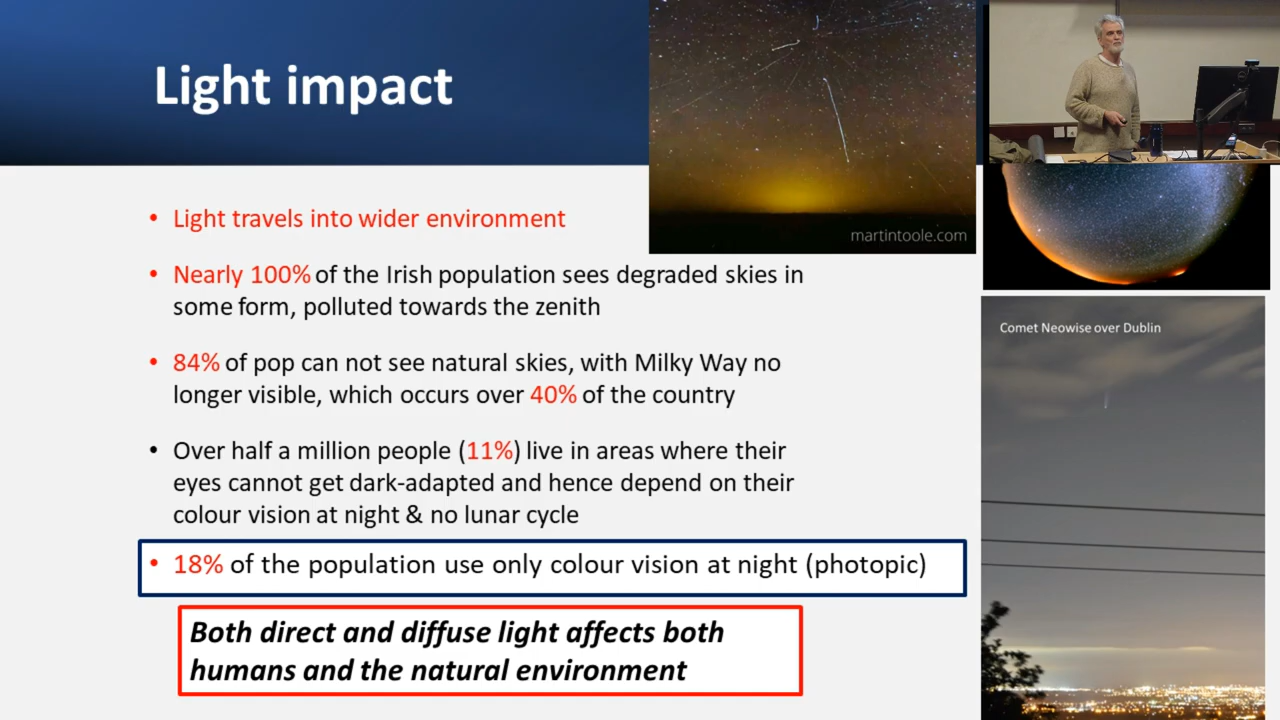 Light impact
martintoole.com
• Light travels into wider environment
• Nearly 100% of the Irish population sees degraded skies in
some form, polluted towards the zenith
• 84% of pop can not see natural skies, with Milky Way no
longer visible, which occurs over 40% of the country
• Over half a million people (11%) live in areas where their
eyes cannot get dark-adapted and hence depend on their
colour vision at night & no lunar cycle
• 18% of the population use only colour vision at night (photopic)
Both direct and diffuse light affects both
humans and the natural environment
Comet Neowise over Dublin